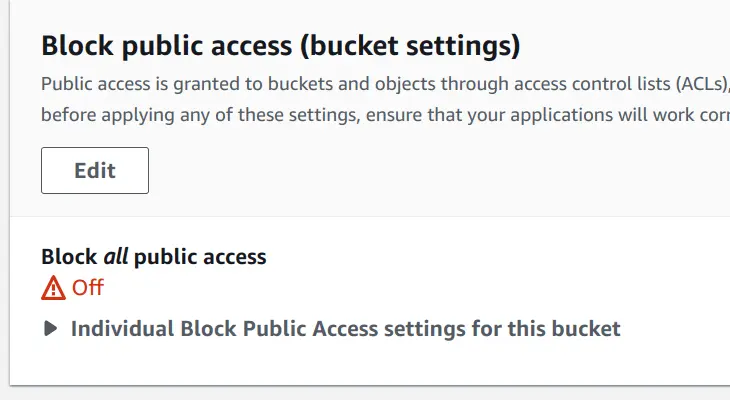 Block public access (bucket settings)
Public access is granted to buckets and objects through access control lists (ACLs),
before applying any of these settings, ensure that your applications will work
Edit
Block all public access
Off
Individual Block Public Access settings for this bucket